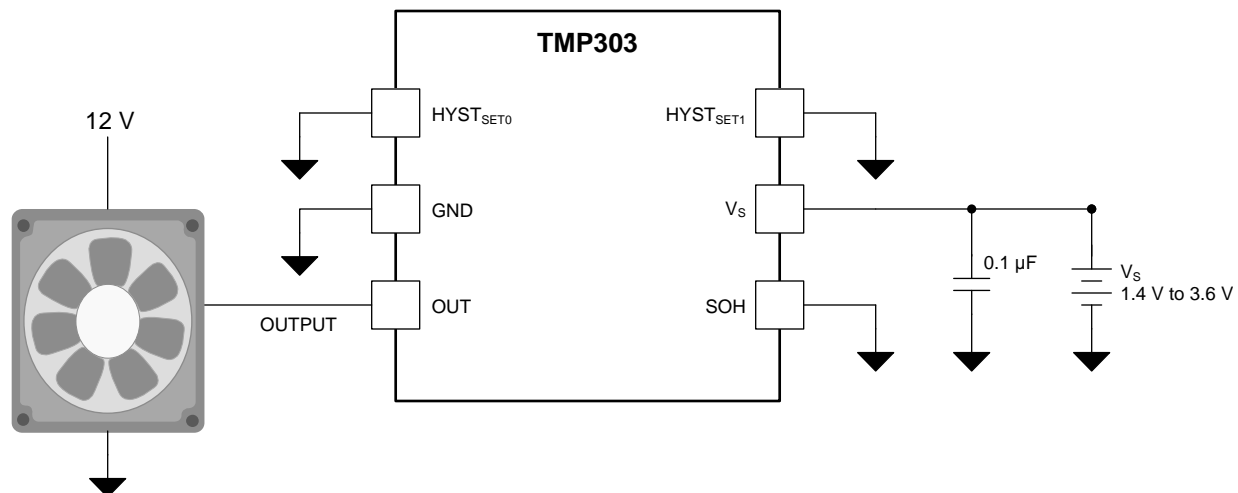 TMP303
12 V
HYSTSET0
HYSTSET1
GND
VS
OUT
SOH
OUTPUT
0.1 µF
VS
1.4 V to 3.6 V